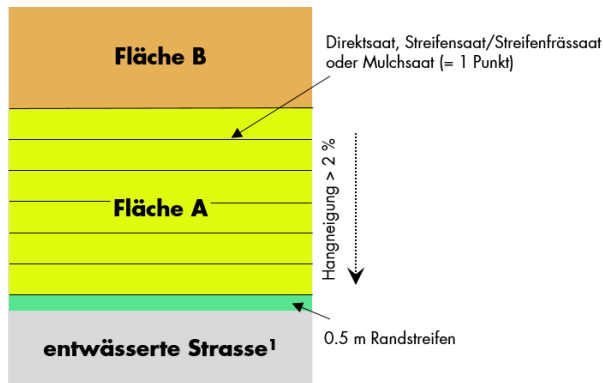 Fläche B
Direktsaat, Streifensaat/Streifenfrässaat
oder Mulchsaat (= 1 Punkt)
Hangneigung > 2 %
Fläche A
0.5 m Randstreifen
entwässerte Strasse¹